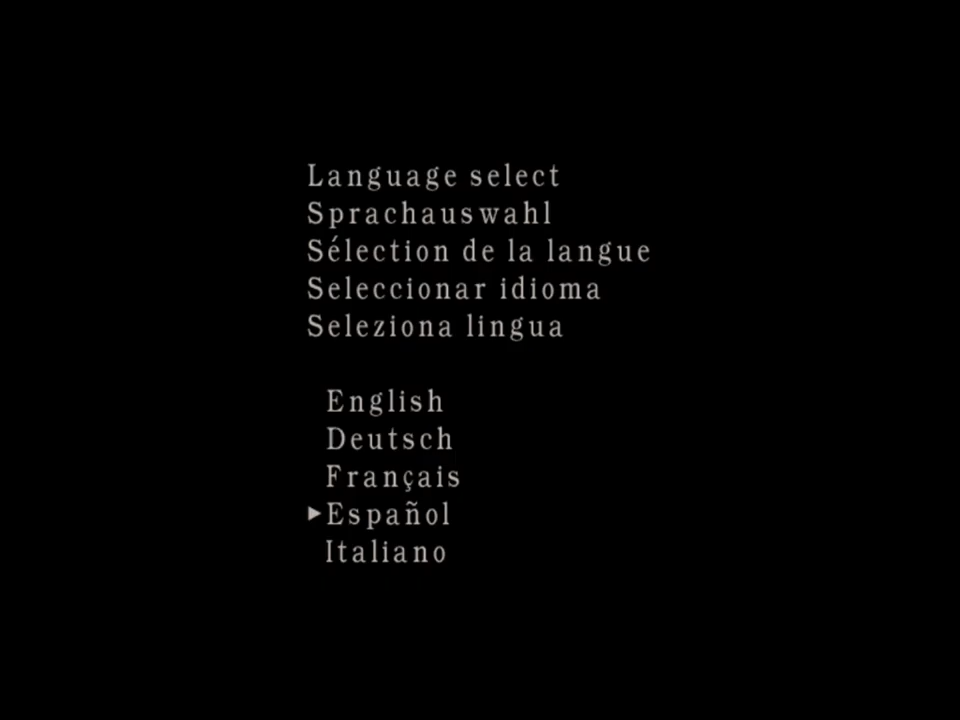 Language select
Sprachauswahl
Sélection de la langue
Seleccionar idioma
Seleziona lingua
English
Deutsch
Français
Español
Italiano